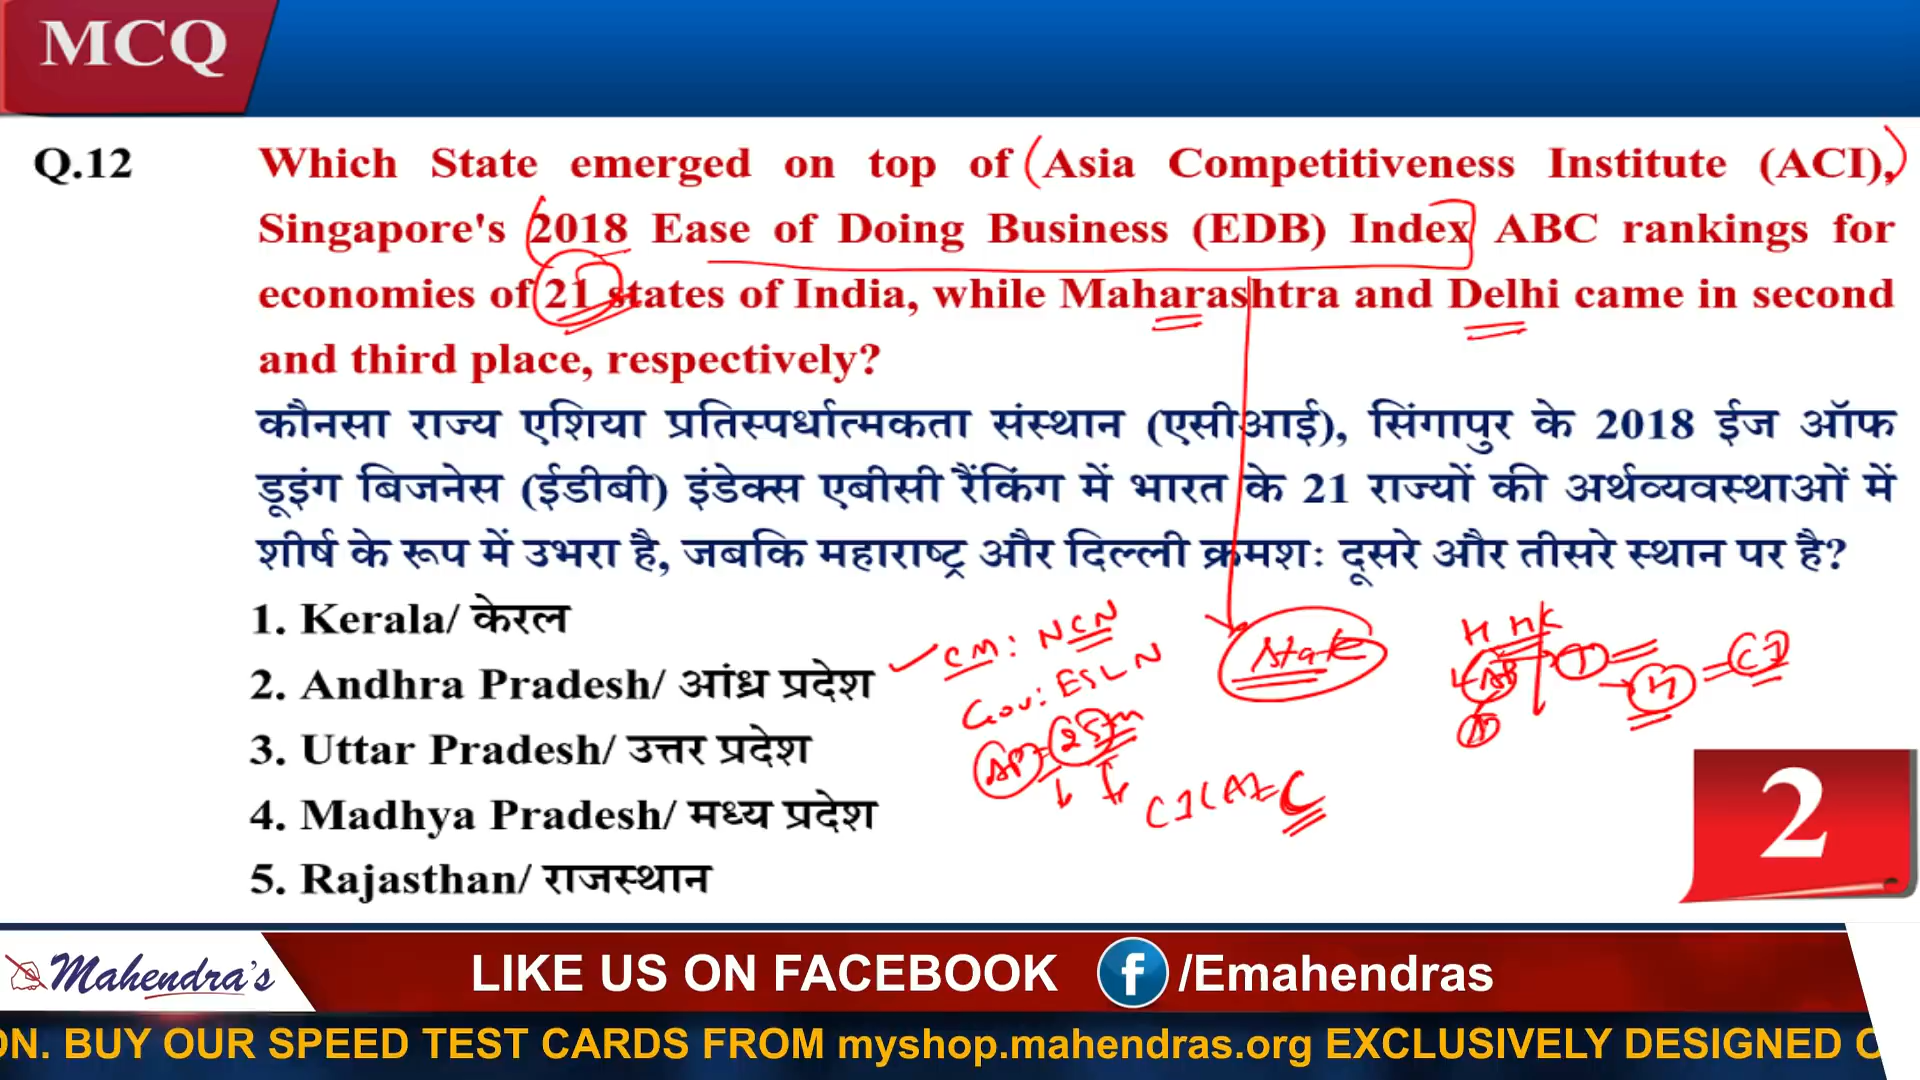 MCQ
Q.12 Which State emerged on top of (Asia Competitiveness Institute (ACI),)
Singapore's 2018 Ease of Doing Business (EDB) Index ABC rankings for
economies of 21 states of India, while Maharashtra and Delhi came in second
and third place, respectively?
कौनसा राज्य एशिया प्रतिस्पर्धात्मकता संस्थान (एसीआई), सिंगापुर के 2018 ईज ऑफ
डूइंग बिजनेस (ईडीबी) इंडेक्स एबीसी रैंकिंग में भारत के 21 राज्यों की अर्थव्यवस्थाओं में
शीर्ष के रूप में उभरा है, जबकि महाराष्ट्र और दिल्ली क्रमशः दूसरे और तीसरे स्थान पर है?
1. Kerala/ केरल
2. Andhra Pradesh/ आंध्र प्रदेश
3. Uttar Pradesh/ उत्तर प्रदेश
4. Madhya Pradesh/ मध्य प्रदेश
5. Rajasthan/ राजस्थान
CM: NCN
Gov: ESLN
State
2
Mahendra's
LIKE US ON FACEBOOK f /Emahendras
ON. BUY OUR SPEED TEST CARDS FROM myshop.mahendras.org EXCLUSIVELY DESIGNED